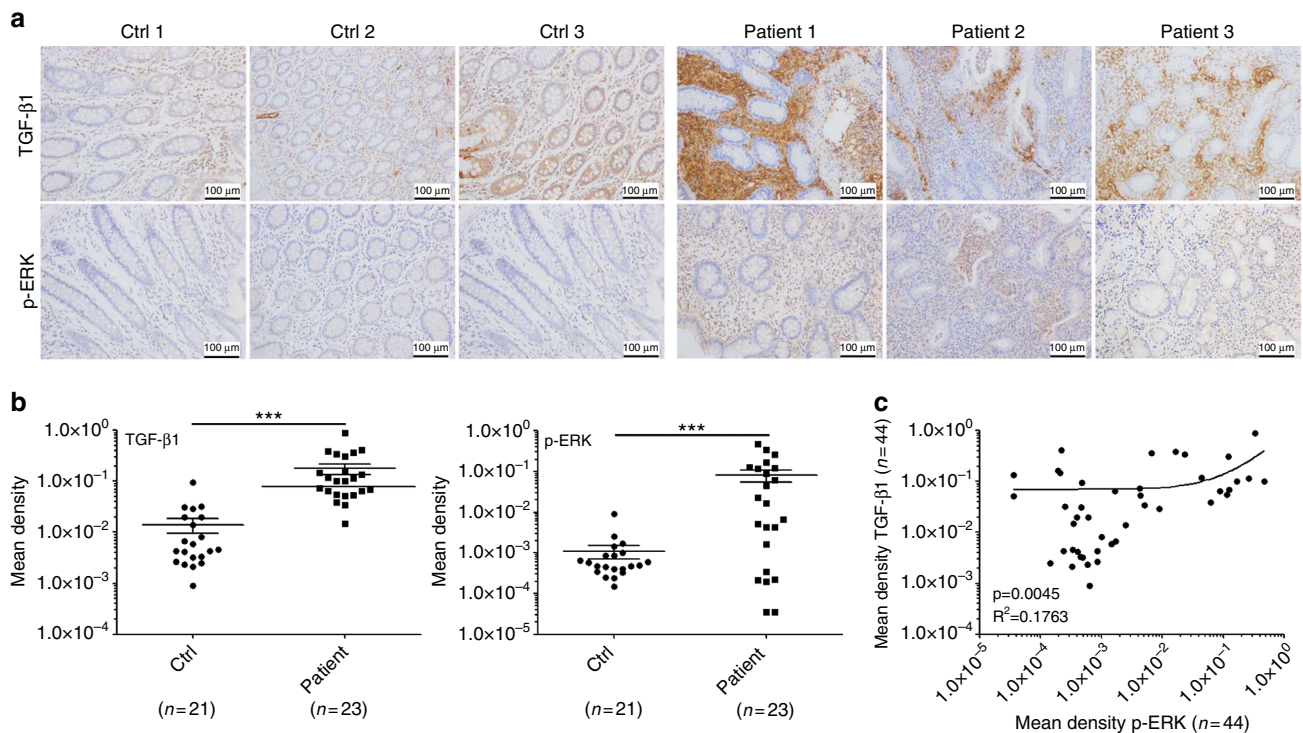 a
Ctrl 1 Ctrl 2 Ctrl 3 Patient 1 Patient 2 Patient 3
TGF-β1
100 μm 100 μm 100 μm 100 μm 100 μm 100 μm
p-ERK
100 μm 100 μm 100 μm 100 μm 100 μm 100 μm
b
TGF-β1
***
Mean density
1.0×10⁰
1.0×10⁻¹
1.0×10⁻²
1.0×10⁻³
1.0×10⁻⁴
Ctrl Patient
(n=21) (n=23)
p-ERK
***
Mean density
1.0×10⁰
1.0×10⁻¹
1.0×10⁻²
1.0×10⁻³
1.0×10⁻⁴
1.0×10⁻⁵
Ctrl Patient
(n=21) (n=23)
c
Mean density TGF-β1 (n=44)
1.0×10⁰
1.0×10⁻¹
1.0×10⁻²
1.0×10⁻³
1.0×10⁻⁴
p=0.0045
R²=0.1763
1.0×10⁻⁵ 1.0×10⁻⁴ 1.0×10⁻³ 1.0×10⁻² 1.0×10⁻¹ 1.0×10⁰
Mean density p-ERK (n=44)